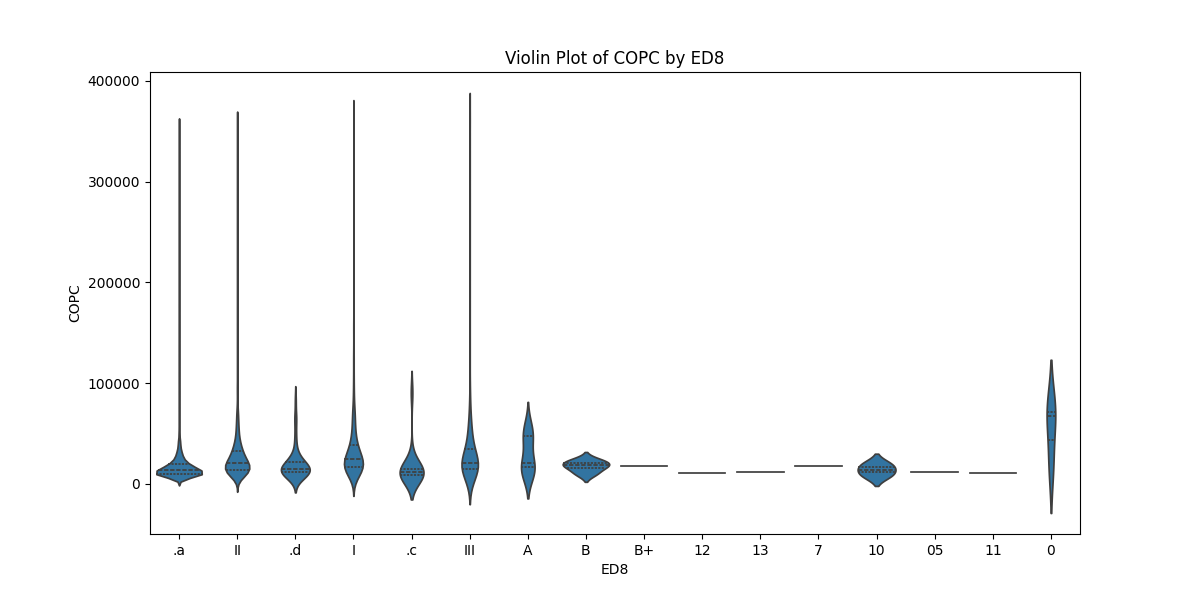 Violin Plot of COPC by ED8
400000
300000
200000
100000
0
COPC
.a II .d I .c III A B B+ 12 13 7 10 05 11 0
ED8